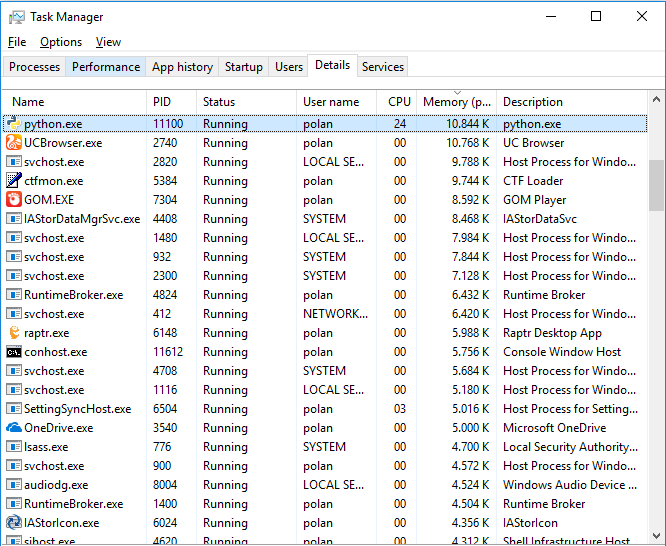 Task Manager
File Options View
Processes Performance App history Startup Users Details Services
Name PID Status User name CPU Memory (p... Description
python.exe 11100 Running polan 24 10.844 K python.exe
UCBrowser.exe 2740 Running polan 00 10.768 K UC Browser
svchost.exe 2820 Running LOCAL SE... 00 9.788 K Host Process for Windo...
ctfmon.exe 5384 Running polan 00 9.744 K CTF Loader
GOM.EXE 7304 Running polan 00 8.592 K GOM Player
IAStorDataMgrSvc.exe 4408 Running SYSTEM 00 8.468 K IAStorDataSvc
svchost.exe 1480 Running LOCAL SE... 00 7.984 K Host Process for Windo...
svchost.exe 932 Running SYSTEM 00 7.844 K Host Process for Windo...
svchost.exe 2300 Running SYSTEM 00 7.128 K Host Process for Windo...
RuntimeBroker.exe 4824 Running polan 00 6.432 K Runtime Broker
svchost.exe 412 Running NETWORK... 00 6.420 K Host Process for Windo...
raptr.exe 6148 Running polan 00 5.988 K Raptr Desktop App
conhost.exe 11612 Running polan 00 5.756 K Console Window Host
svchost.exe 4708 Running SYSTEM 00 5.684 K Host Process for Windo...
svchost.exe 1116 Running LOCAL SE... 00 5.180 K Host Process for Windo...
SettingSyncHost.exe 6504 Running polan 03 5.016 K Host Process for Setting...
OneDrive.exe 3540 Running polan 00 5.000 K Microsoft OneDrive
lsass.exe 776 Running SYSTEM 00 4.700 K Local Security Authority...
svchost.exe 900 Running polan 00 4.572 K Host Process for Windo...
audiodg.exe 8004 Running LOCAL SE... 00 4.524 K Windows Audio Device ...
RuntimeBroker.exe 1400 Running polan 00 4.504 K Runtime Broker
IAStorIcon.exe 6024 Running polan 00 4.356 K IAStorIcon
sihost.exe 4620 Running polan 00 4.312 K Shell Infrastructure Host